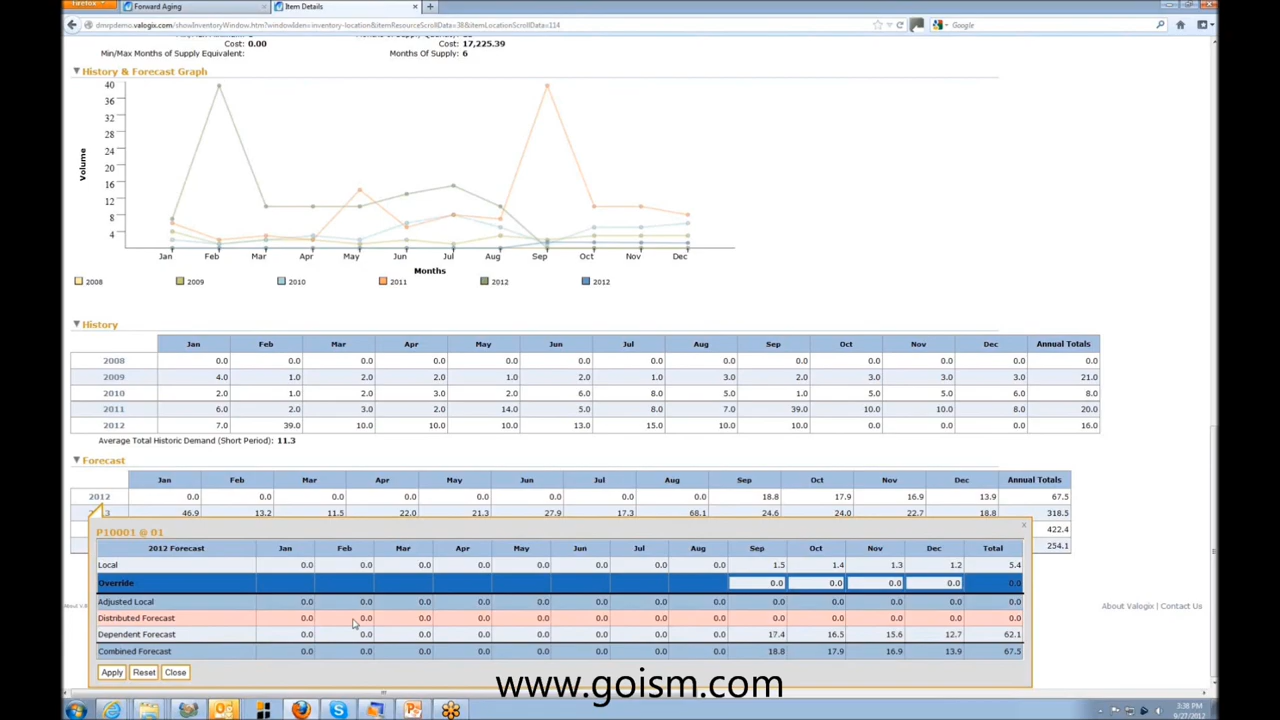 Firefox
Forward Aging
Item Details
dmrpdemo.valogix.com/showInventoryWindow.htm?windowIden=inventory-location&itemResourceScrollData=38&itemLocationScrollData=114
Google
Cost: 0.00
Cost: 17,225.39
Min/Max Months of Supply Equivalent:
Months Of Supply: 6
History & Forecast Graph
Volume
40
36
32
28
24
20
16
12
8
4
Jan Feb Mar Apr May Jun Jul Aug Sep Oct Nov Dec
Months
2008 2009 2010 2011 2012 2012
History
Jan Feb Mar Apr May Jun Jul Aug Sep Oct Nov Dec Annual Totals
2008 0.0 0.0 0.0 0.0 0.0 0.0 0.0 0.0 0.0 0.0 0.0 0.0 0.0
2009 4.0 1.0 2.0 2.0 1.0 2.0 1.0 3.0 2.0 3.0 3.0 3.0 21.0
2010 2.0 1.0 2.0 3.0 2.0 6.0 8.0 5.0 1.0 5.0 5.0 6.0 8.0
2011 6.0 2.0 3.0 2.0 14.0 5.0 8.0 7.0 39.0 10.0 10.0 8.0 20.0
2012 7.0 39.0 10.0 10.0 10.0 13.0 15.0 10.0 10.0 0.0 0.0 0.0 16.0
Average Total Historic Demand (Short Period): 11.3
Forecast
Jan Feb Mar Apr May Jun Jul Aug Sep Oct Nov Dec Annual Totals
2012 0.0 0.0 0.0 0.0 0.0 0.0 0.0 0.0 18.8 17.9 16.9 13.9 67.5
46.9 13.2 11.5 22.0 21.3 27.9 17.3 68.1 24.6 24.0 22.7 18.8 318.5
422.4
254.1
P10001 @ 01
x
2012 Forecast Jan Feb Mar Apr May Jun Jul Aug Sep Oct Nov Dec Total
Local 0.0 0.0 0.0 0.0 0.0 0.0 0.0 0.0 1.5 1.4 1.3 1.2 5.4
Override 0.0 0.0 0.0 0.0 0.0
Adjusted Local 0.0 0.0 0.0 0.0 0.0 0.0 0.0 0.0 0.0 0.0 0.0 0.0 0.0
Distributed Forecast 0.0 0.0 0.0 0.0 0.0 0.0 0.0 0.0 0.0 0.0 0.0 0.0 0.0
Dependent Forecast 0.0 0.0 0.0 0.0 0.0 0.0 0.0 0.0 17.4 16.5 15.6 12.7 62.1
Combined Forecast 0.0 0.0 0.0 0.0 0.0 0.0 0.0 0.0 18.8 17.9 16.9 13.9 67.5
Apply Reset Close
About Valogix | Contact Us
www.goism.com
3:38 PM
9/27/2012